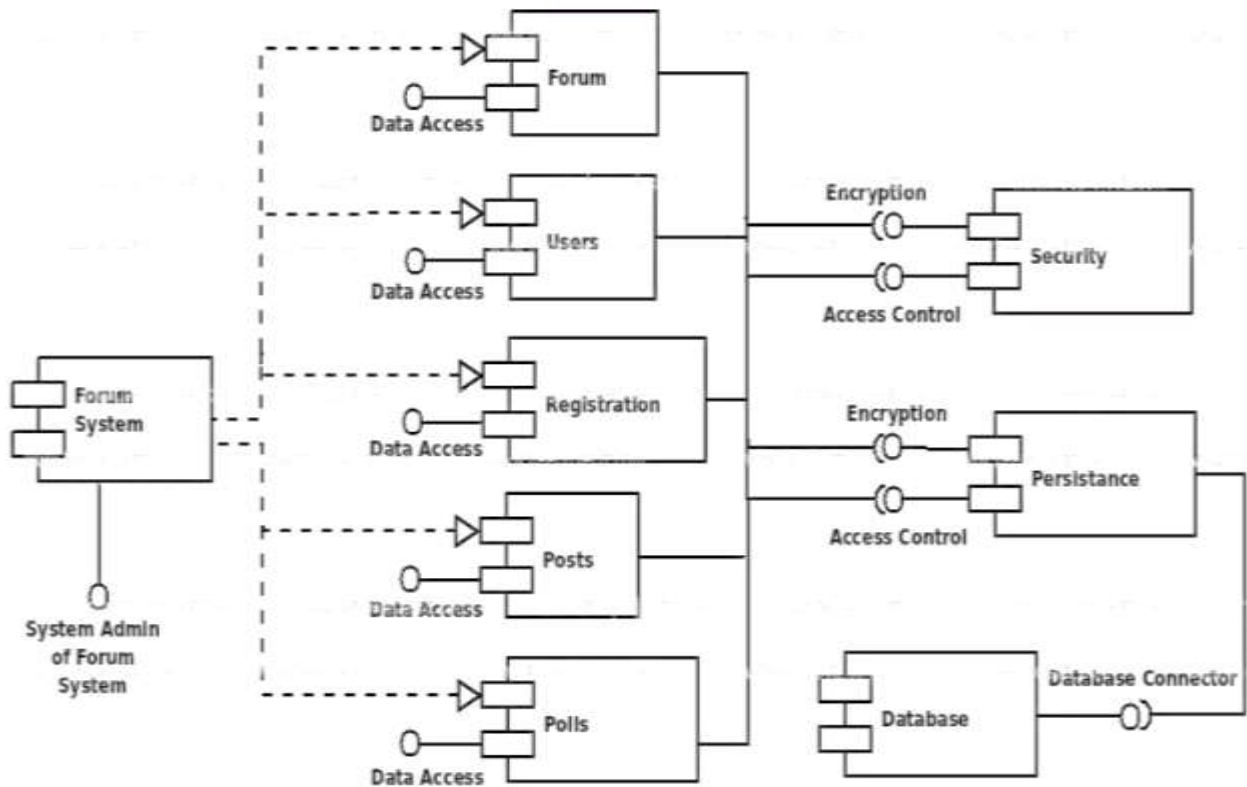 Forum
Data Access
Users
Data Access
Encryption
Security
Access Control
Forum
System
Registration
Data Access
Encryption
Persistance
Access Control
Posts
Data Access
System Admin
of Forum
System
Polls
Data Access
Database Connector
Database